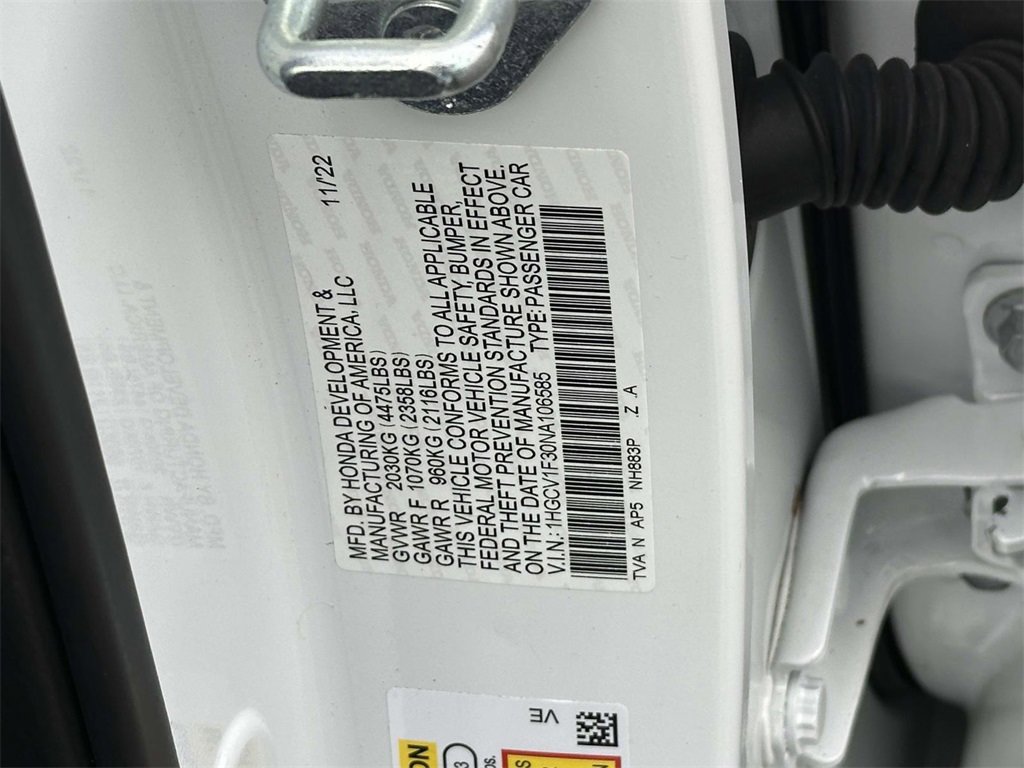 MFD. BY HONDA DEVELOPMENT & 11/'22
MANUFACTURING OF AMERICA, LLC
GVWR 2030KG (4475LBS)
GAWR F 1070KG (2358LBS)
GAWR R 960KG (2116LBS)
THIS VEHICLE CONFORMS TO ALL APPLICABLE
FEDERAL MOTOR VEHICLE SAFETY, BUMPER,
AND THEFT PREVENTION STANDARDS IN EFFECT
ON THE DATE OF MANUFACTURE SHOWN ABOVE.
V.I.N.: 1HGCV1F30NA106585 TYPE:PASSENGER CAR
TVA N AP5 NH883P Z A
VE